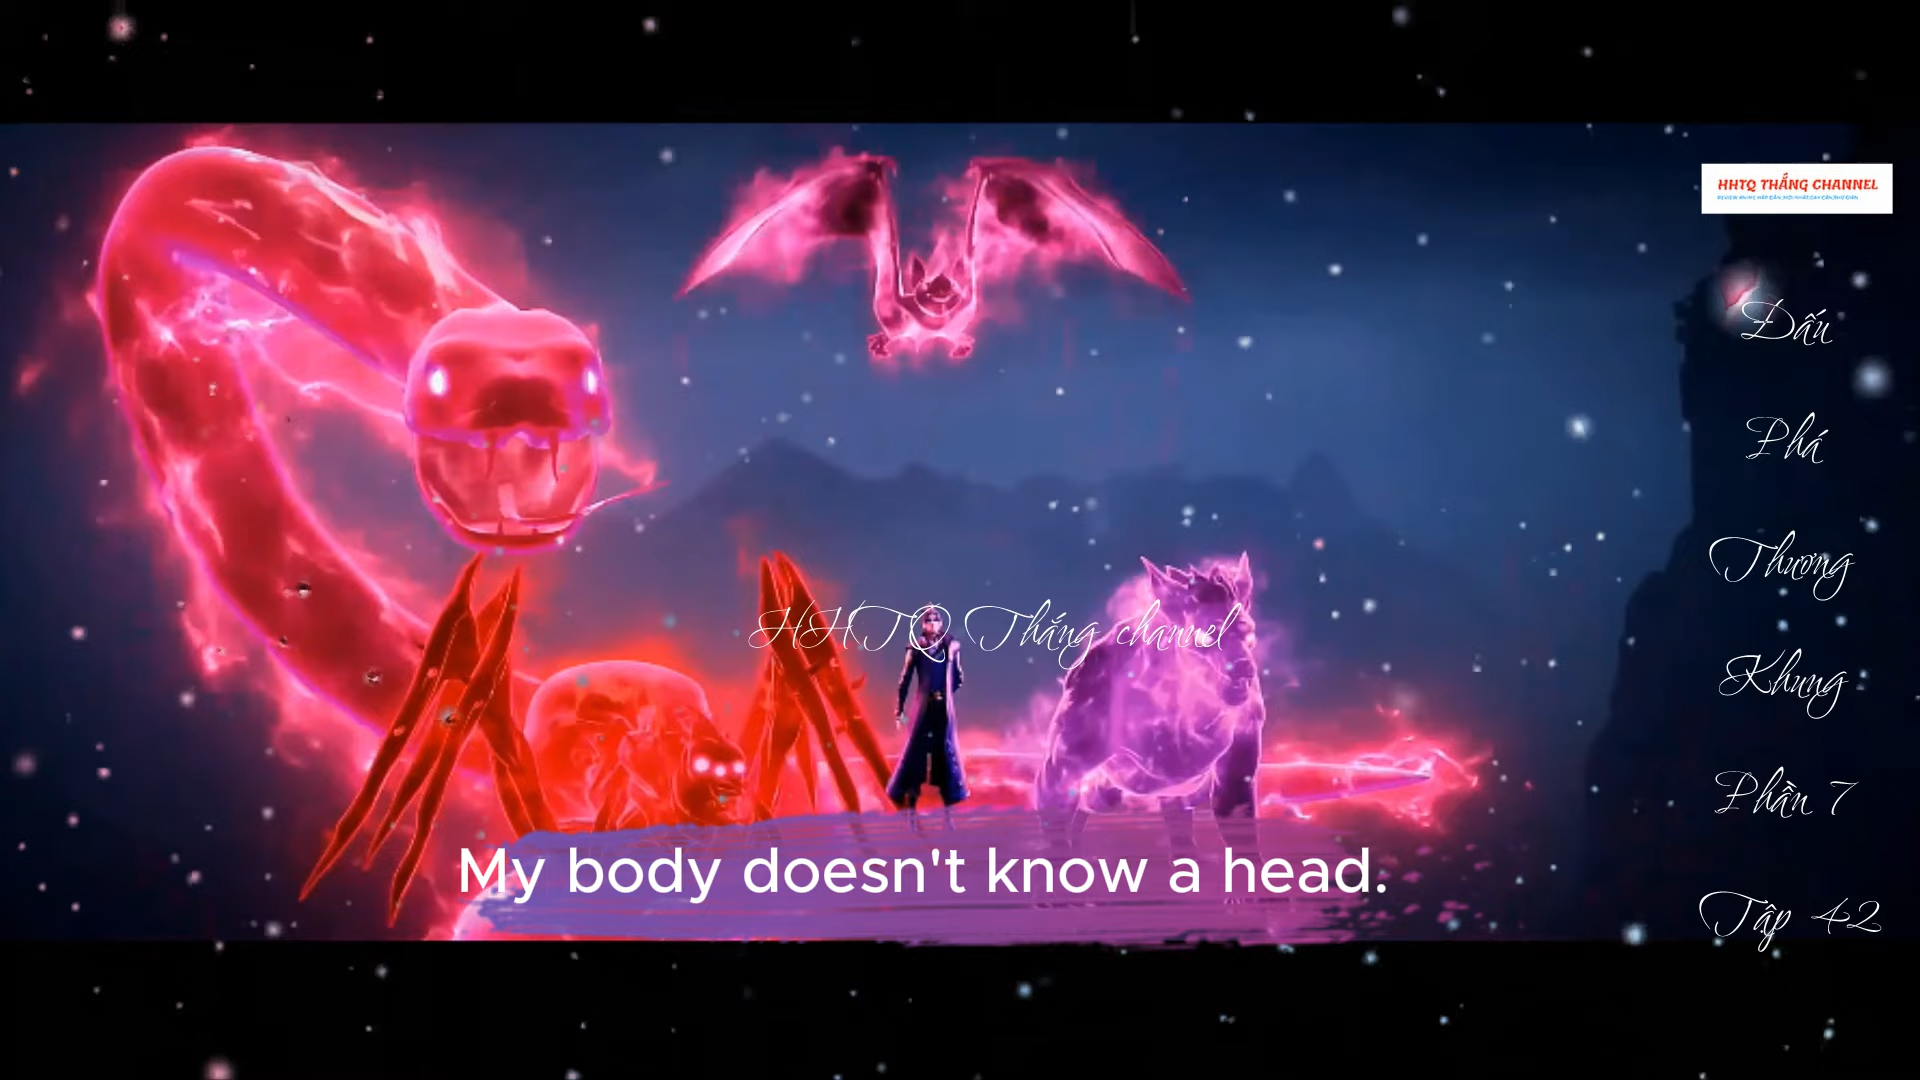 HHTQ THẮNG CHANNEL
Đấu
Phá
Thương
Khung
Phần 7
Tập 42
HHTQ Thắng channel
My body doesn't know a head.